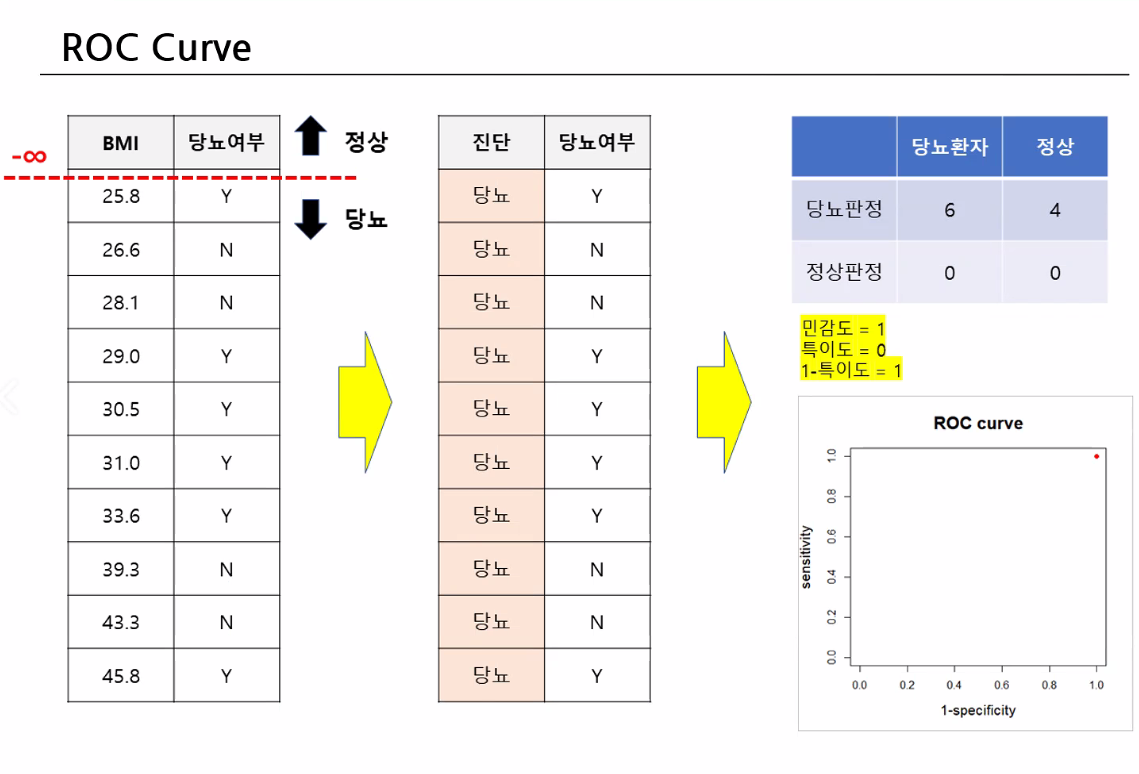 ROC Curve
-∞
BMI 당뇨여부
25.8 Y
26.6 N
28.1 N
29.0 Y
30.5 Y
31.0 Y
33.6 Y
39.3 N
43.3 N
45.8 Y
정상
당뇨
진단 당뇨여부
당뇨 Y
당뇨 N
당뇨 N
당뇨 Y
당뇨 Y
당뇨 Y
당뇨 Y
당뇨 N
당뇨 N
당뇨 Y
당뇨환자 정상
당뇨판정 6 4
정상판정 0 0
민감도 = 1
특이도 = 0
1-특이도 = 1
ROC curve
sensitivity
1.0
0.8
0.6
0.4
0.2
0.0
0.0 0.2 0.4 0.6 0.8 1.0
1-specificity